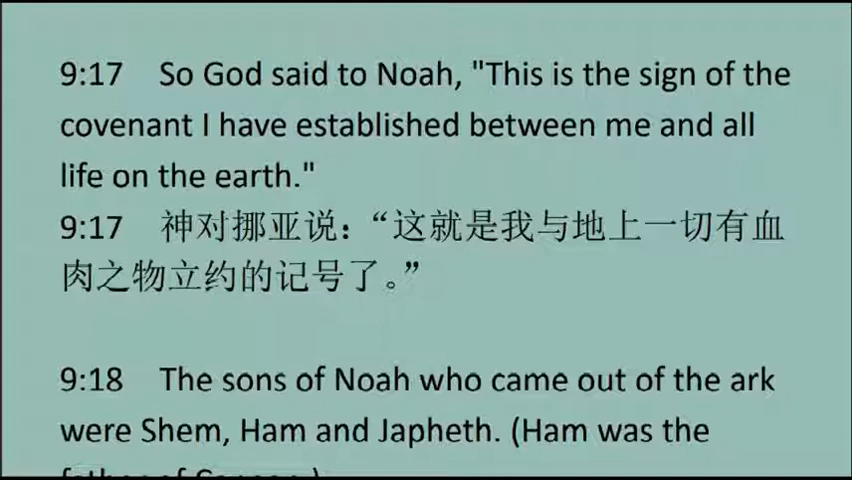 9:17 So God said to Noah, "This is the sign of the
covenant I have established between me and all
life on the earth."
9:17 神对挪亚说：“这就是我与地上一切有血
肉之物立约的记号了。”
9:18 The sons of Noah who came out of the ark
were Shem, Ham and Japheth. (Ham was the